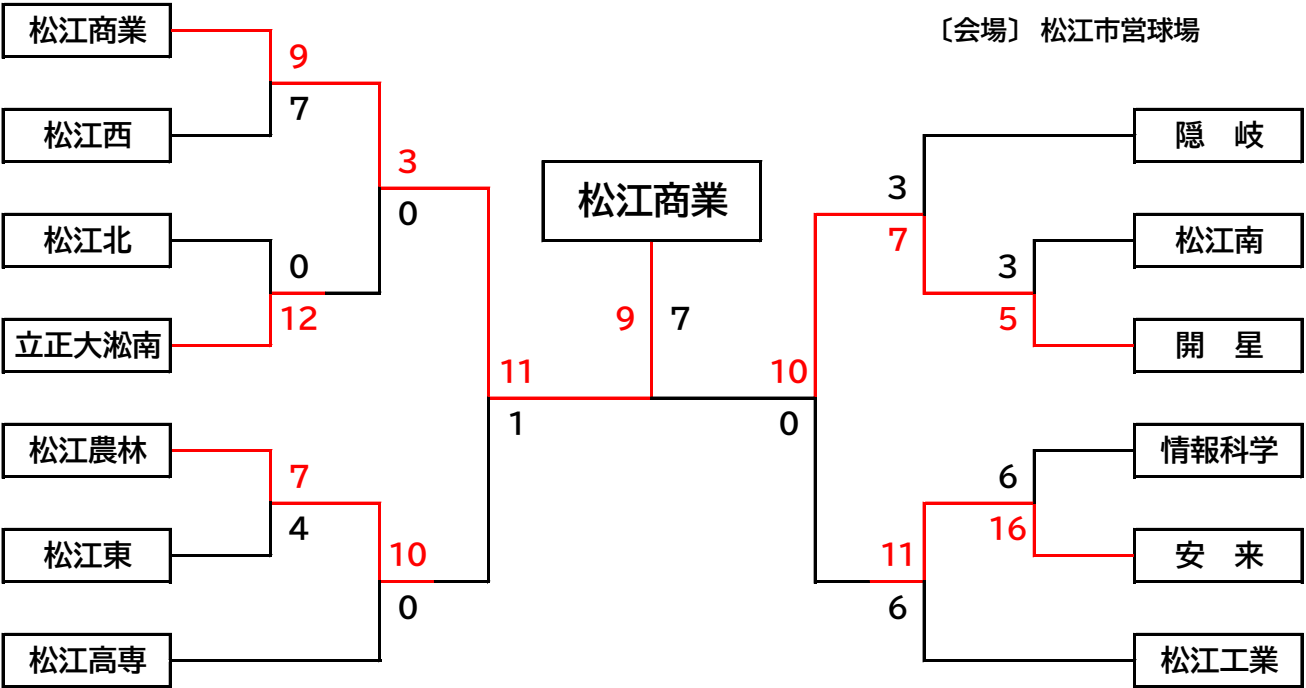 松江商業
〔会場〕 松江市営球場
9
7
松江西
隠　岐
3
0
松江商業
3
7
松江北
松江南
0
12
3
5
立正大淞南
開　星
9
7
11
1
10
0
松江農林
情報科学
7
4
6
16
松江東
安　来
10
0
11
6
松江高専
松江工業